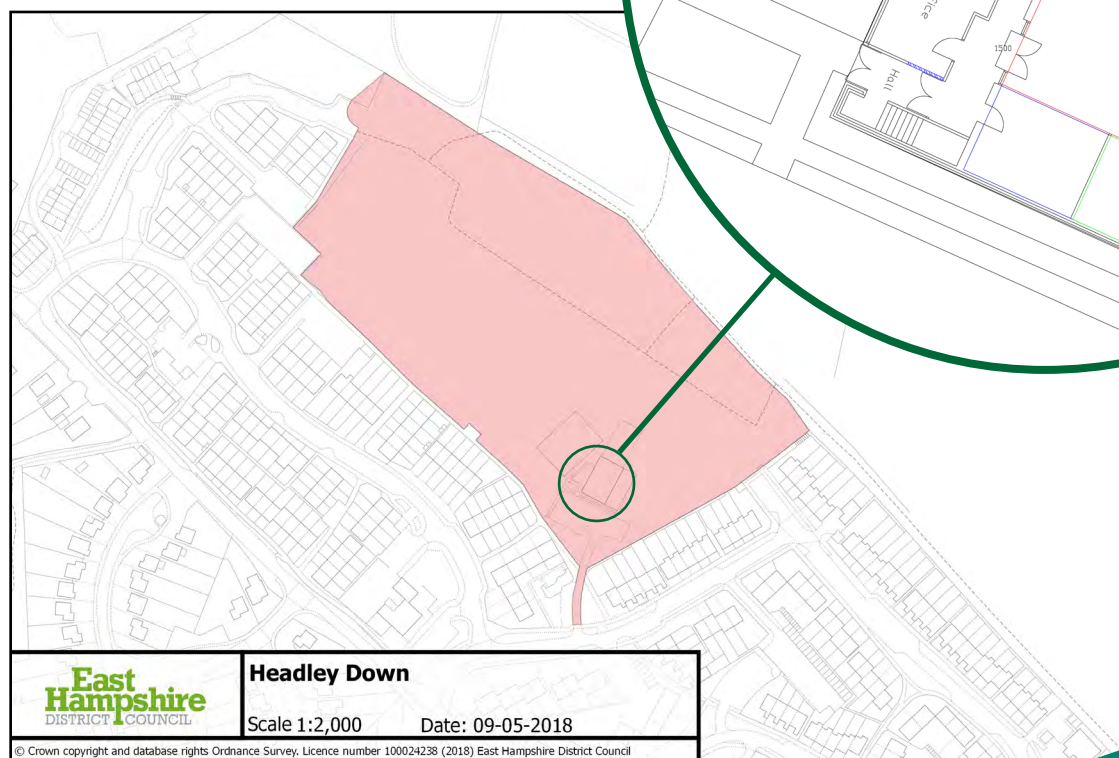 1500
Hall
East
Hampshire
DISTRICT COUNCIL
Headley Down
Scale 1:2,000 Date: 09-05-2018
© Crown copyright and database rights Ordnance Survey. Licence number 100024238 (2018) East Hampshire District Council